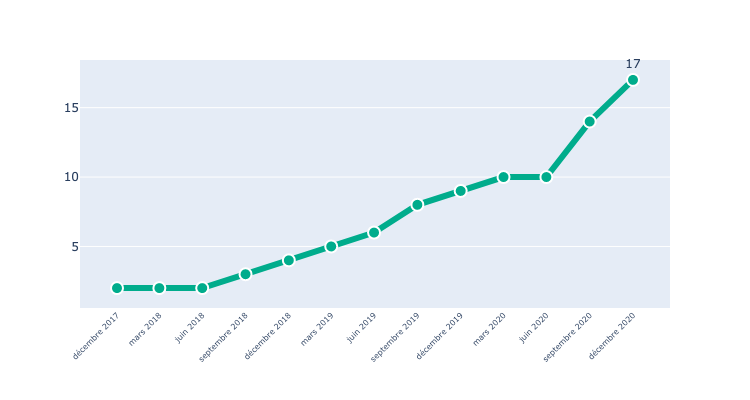 17
15
10
5
décembre 2017
mars 2018
juin 2018
septembre 2018
décembre 2018
mars 2019
juin 2019
septembre 2019
décembre 2019
mars 2020
juin 2020
septembre 2020
décembre 2020